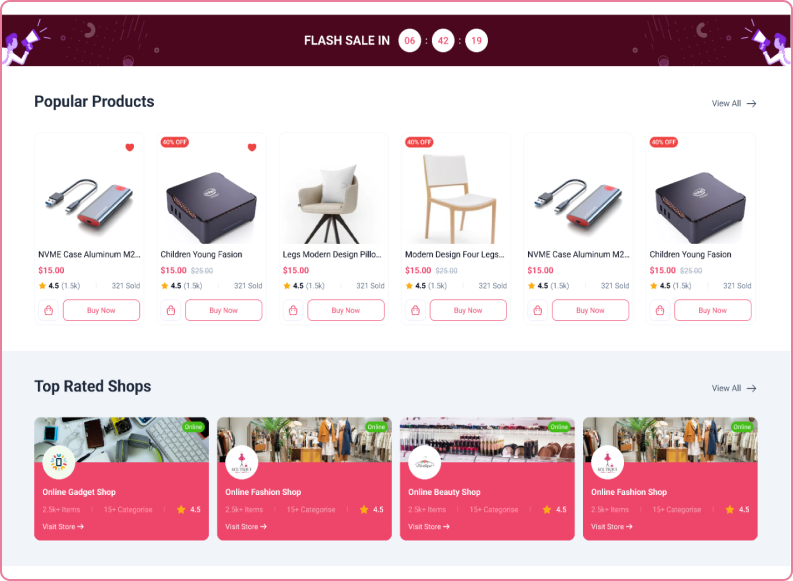 FLASH SALE IN 06 : 42 : 19
Popular Products
View All →
40% OFF
40% OFF
40% OFF
NVME Case Aluminum M2...
Children Young Fasion
Legs Modern Design Pillo...
Modern Design Four Legs...
NVME Case Aluminum M2...
Children Young Fasion
$15.00
$15.00 $25.00
$15.00
$15.00 $25.00
$15.00
$15.00 $25.00
4.5 (1.5k) 321 Sold
4.5 (1.5k) 321 Sold
4.5 (1.5k) 321 Sold
4.5 (1.5k) 321 Sold
4.5 (1.5k) 321 Sold
4.5 (1.5k) 321 Sold
Buy Now
Buy Now
Buy Now
Buy Now
Buy Now
Buy Now
Top Rated Shops
View All →
Online
Online
Online
Online
Online Gadget Shop
Online Fashion Shop
Online Beauty Shop
Online Fashion Shop
2.5k+ Items 15+ Categorise 4.5
2.5k+ Items 15+ Categorise 4.5
2.5k+ Items 15+ Categorise 4.5
2.5k+ Items 15+ Categorise 4.5
Visit Store →
Visit Store →
Visit Store →
Visit Store →